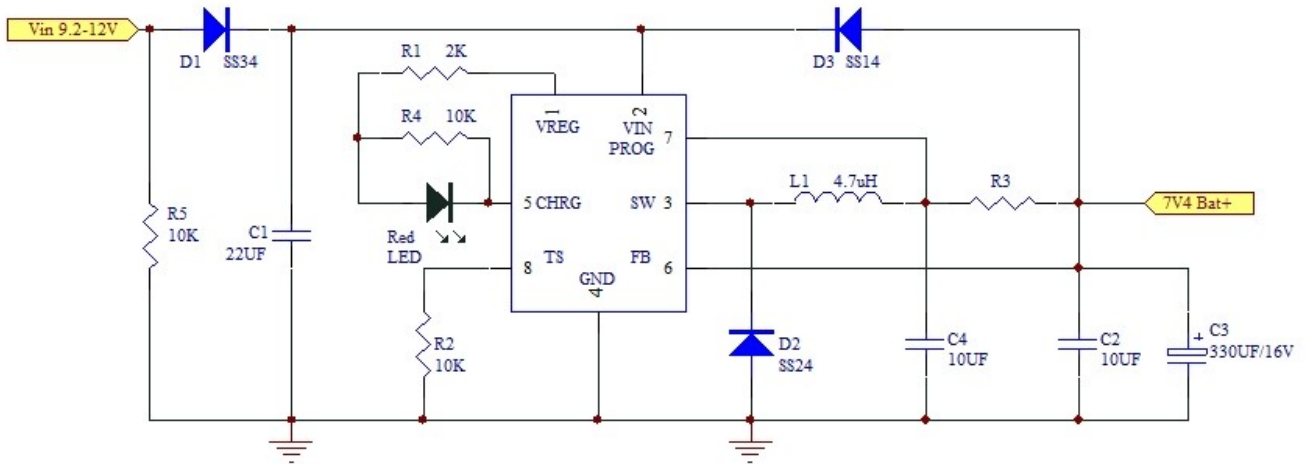 Vin 9.2-12V
D1 SS34
D3 SS14
R1 2K
R4 10K
1
VREG
2
VIN
PROG 7
L1 4.7uH
R3
5 CHRG
SW 3
7V4 Bat+
R5
10K
C1
22UF
Red
LED
8 TS
FB 6
GND
4
R2
10K
D2
SS24
C4
10UF
C2
10UF
+ C3
330UF/16V